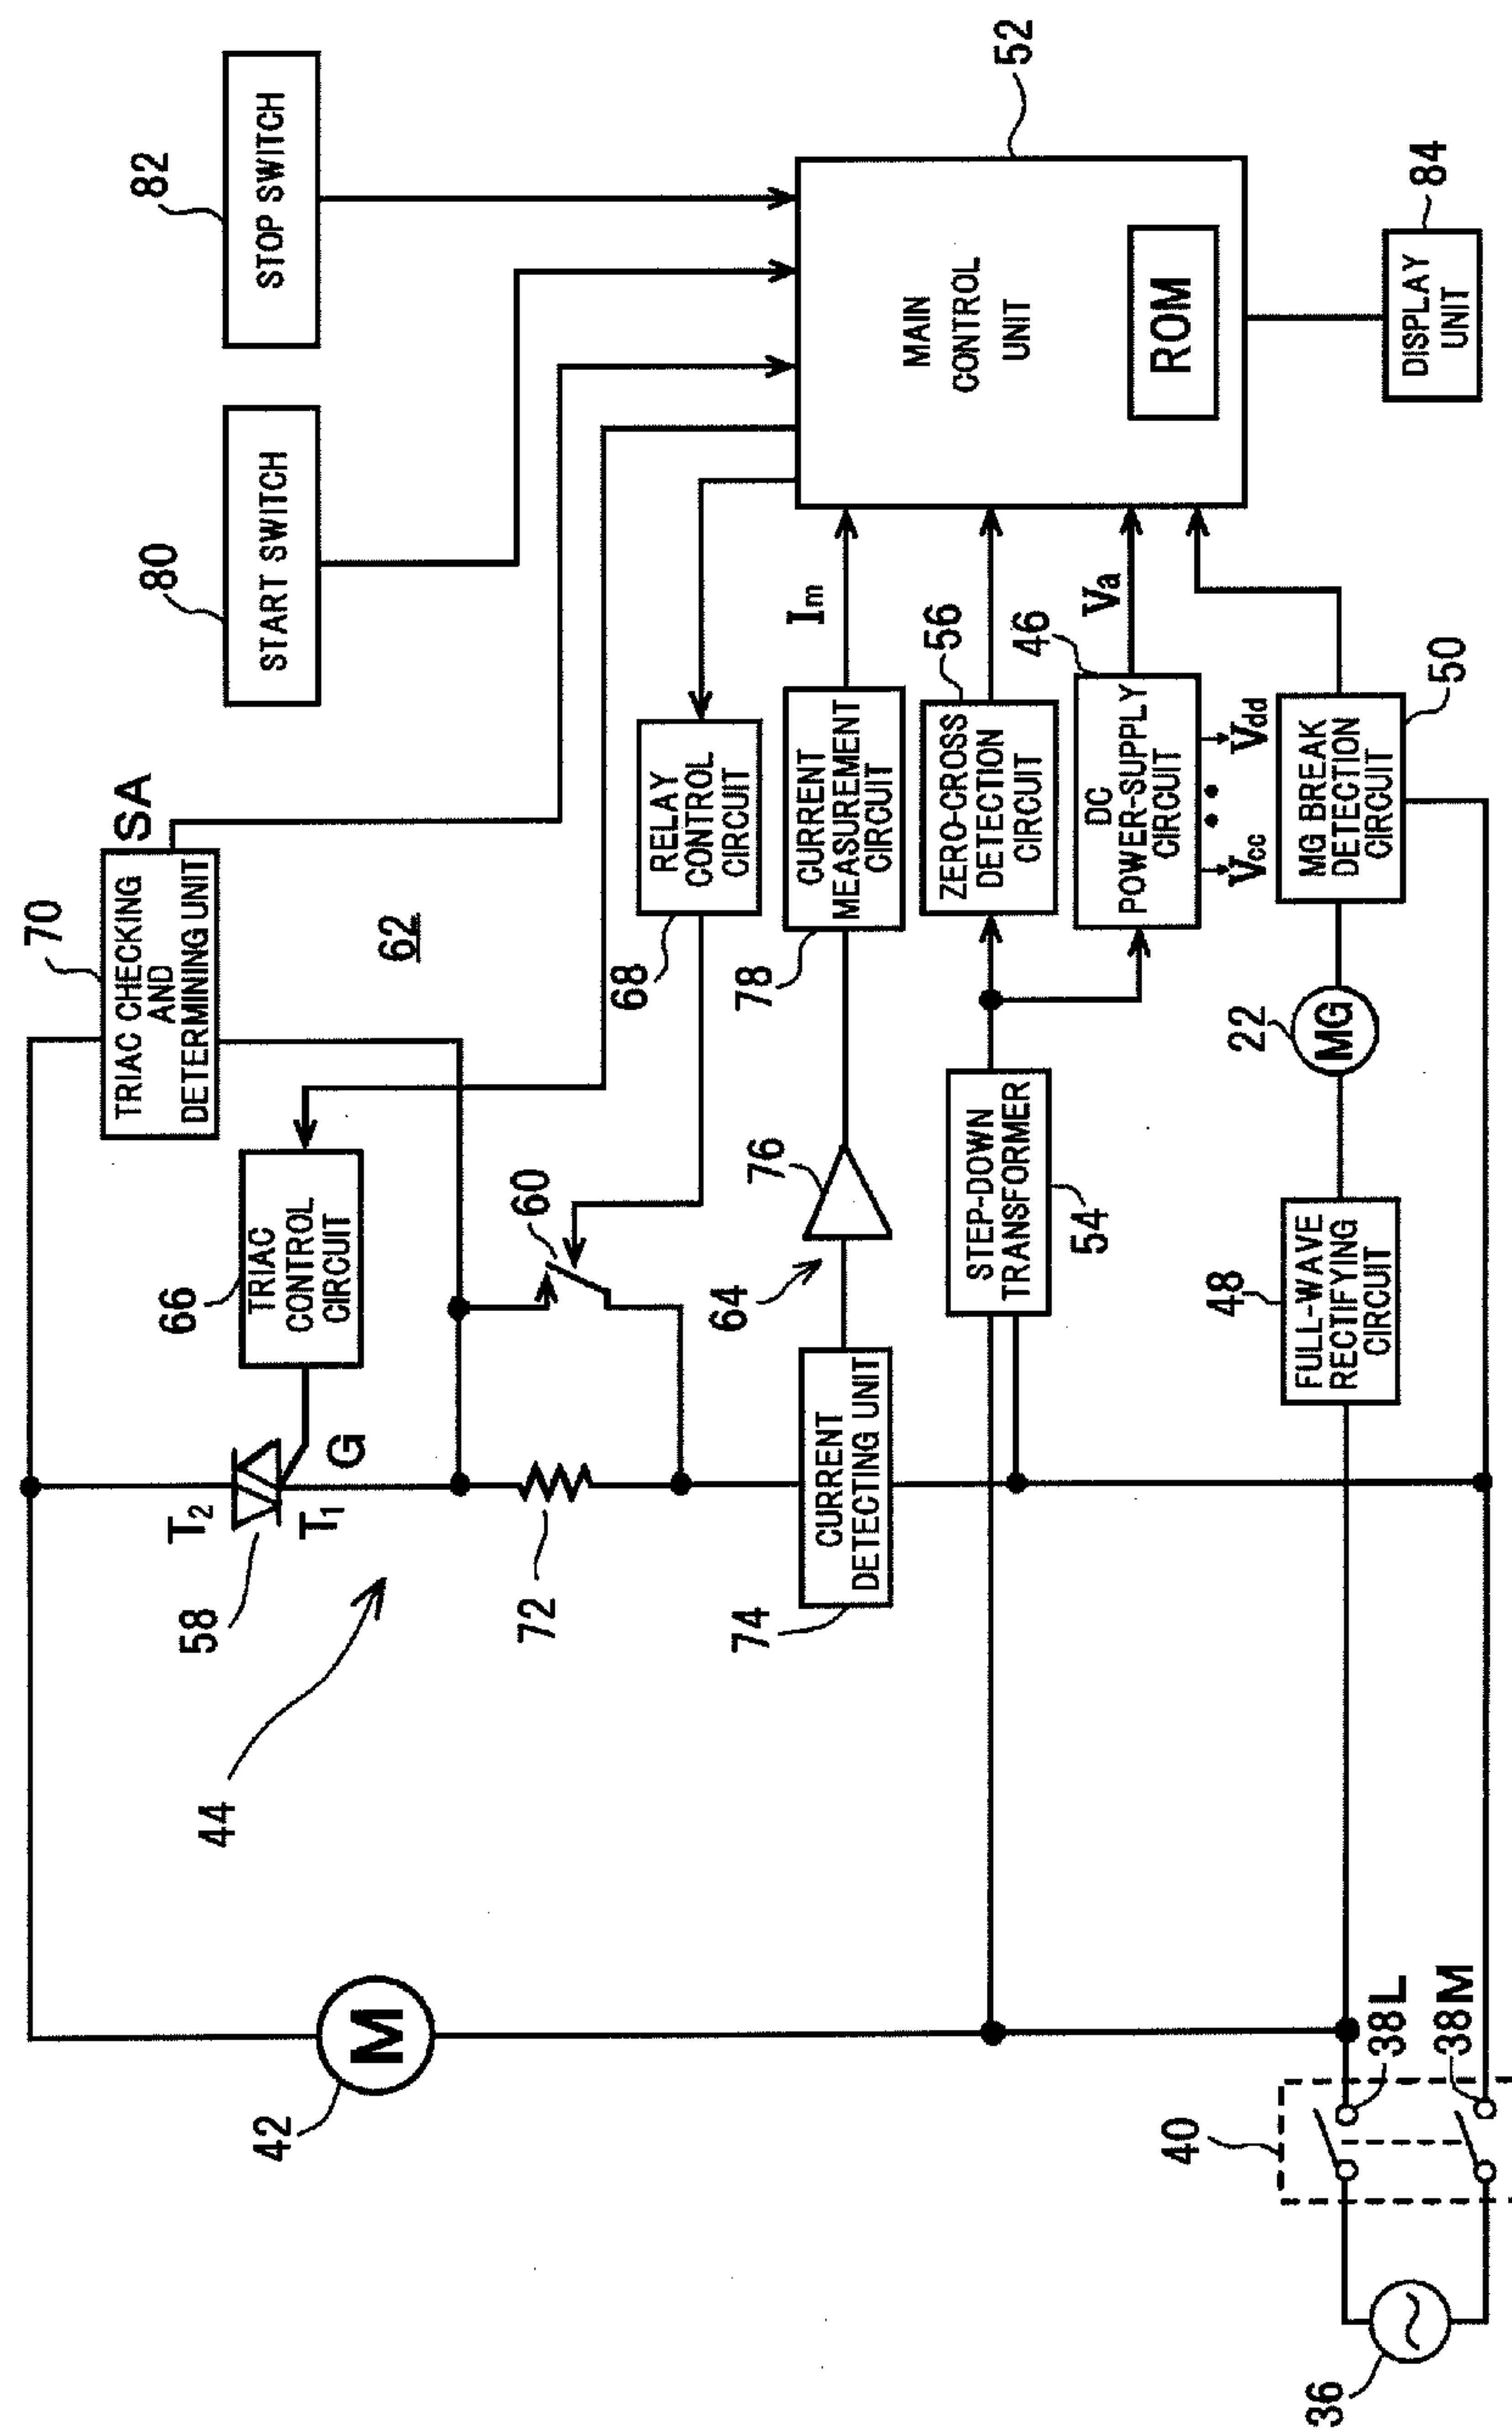 82
STOP SWITCH
80
START SWITCH
52
MAIN
CONTROL
UNIT
ROM
84
DISPLAY
UNIT
70
TRIAC CHECKING
AND
DETERMINING UNIT
SA
62
68
RELAY
CONTROL
CIRCUIT
78
CURRENT
MEASUREMENT
CIRCUIT
Im
56
ZERO-CROSS
DETECTION
CIRCUIT
46
DC
POWER-SUPPLY
CIRCUIT
Va
Vcc
Vdd
50
MG BREAK
DETECTION
CIRCUIT
22
MG
66
TRIAC
CONTROL
CIRCUIT
60
76
64
STEP-DOWN
TRANSFORMER
54
48
FULL-WAVE
RECTIFYING
CIRCUIT
T2
T1
G
58
72
74
CURRENT
DETECTING UNIT
44
42
M
40
38L
38M
36